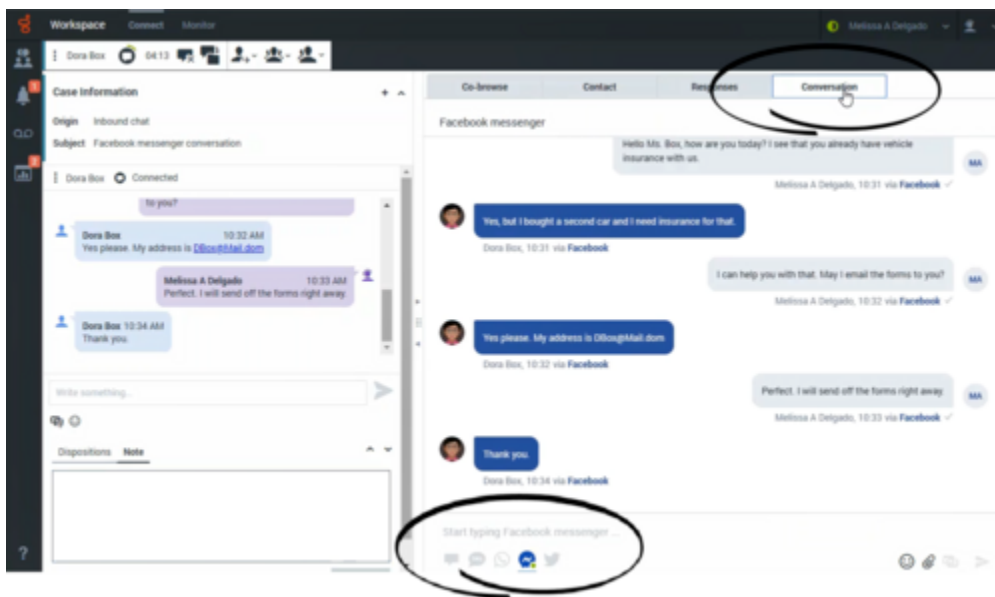 Workspace
Connect
Monitor
Melissa A Delgado
Dora Box
04:13
Case Information
Origin Inbound chat
Subject Facebook messenger conversation
Dora Box Connected
to you?
Dora Box 10:32 AM
Yes please. My address is DBox@Mail.dom
Melissa A Delgado 10:33 AM
Perfect. I will send off the forms right away.
Dora Box 10:34 AM
Thank you.
Write something...
Dispositions Note
?
Co-browse Contact Responses Conversation
Facebook messenger
Hello Ms. Box, how are you today? I see that you already have vehicle
insurance with us.
MA
Melissa A Delgado, 10:31 via Facebook
Yes, but I bought a second car and I need insurance for that.
Dora Box, 10:31 via Facebook
I can help you with that. May I email the forms to you?
MA
Melissa A Delgado, 10:32 via Facebook
Yes please. My address is DBox@Mail.dom
Dora Box, 10:32 via Facebook
Perfect. I will send off the forms right away.
MA
Melissa A Delgado, 10:33 via Facebook
Thank you.
Dora Box, 10:34 via Facebook
Start typing Facebook messenger ...